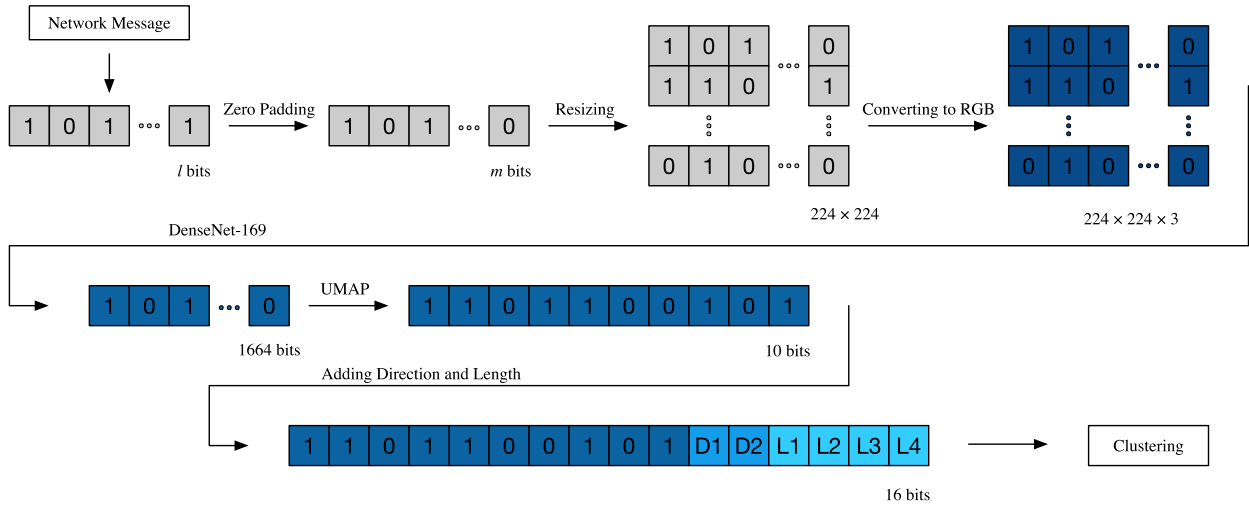 Network Message
1 0 1 1
l bits
Zero Padding
1 0 1 0
m bits
Resizing
1 0 1 0
1 1 0 1
0 1 0 0
224 × 224
Converting to RGB
1 0 1 0
1 1 0 1
0 1 0 0
224 × 224 × 3
DenseNet-169
1 0 1 0
1664 bits
UMAP
1 1 0 1 1 0 0 1 0 1
10 bits
Adding Direction and Length
1 1 0 1 1 0 0 1 0 1 D1 D2 L1 L2 L3 L4
16 bits
Clustering